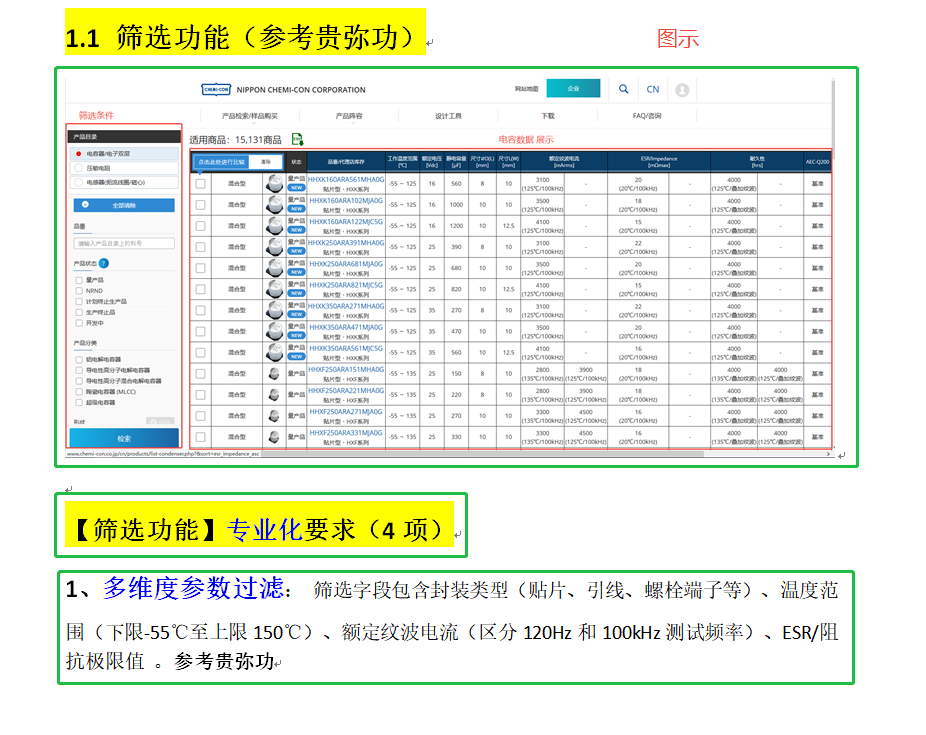 1.1 筛选功能（参考贵弥功）
图示
CHEMI-CON NIPPON CHEMI-CON CORPORATION
网站地图 企业 CN
筛选条件
产品检索/样品购买 产品阵容 设计工具 下载 FAQ/咨询
产品目录
电容器/电子双层
压敏电阻
电感器(扼流线圈/磁心)
全部清除
品番
请输入产品目录上的料号
产品状态 ?
量产品
NRND
计划终止生产品
生产终止品
开发中
产品分类
铝电解电容器
导电性高分子电解电容器
导电性高分子混合电解电容器
陶瓷电容器 (MLCC)
超级电容器
形状
检索
适用商品：15,131商品
电容数据 展示
点击此处进行比较 清除 状态 品番/代理店库存 工作温度范围 [℃] 额定电压 [Vdc] 静电容量 [μF] 尺寸ΦD(L) [mm] 尺寸L(W) [mm] 额定纹波电流 [mArms] ESR/Impedance [mΩmax] 耐久性 [hrs] AEC-Q200
混合型 量产品 NEW HHXK160ARA561MHA0G 贴片型・HXK系列 -55 ~ 125 16 560 8 10 3100 (125℃/100kHz) - 20 (20℃/100kHz) - 4000 (125℃/叠加纹波) - 基准
混合型 量产品 NEW HHXK160ARA102MJA0G 贴片型・HXK系列 -55 ~ 125 16 1000 10 10 3500 (125℃/100kHz) - 18 (20℃/100kHz) - 4000 (125℃/叠加纹波) - 基准
混合型 量产品 NEW HHXK160ARA122MJC5G 贴片型・HXK系列 -55 ~ 125 16 1200 10 12.5 4100 (125℃/100kHz) - 15 (20℃/100kHz) - 4000 (125℃/叠加纹波) - 基准
混合型 量产品 NEW HHXK250ARA391MHA0G 贴片型・HXK系列 -55 ~ 125 25 390 8 10 3100 (125℃/100kHz) - 22 (20℃/100kHz) - 4000 (125℃/叠加纹波) - 基准
混合型 量产品 NEW HHXK250ARA681MJA0G 贴片型・HXK系列 -55 ~ 125 25 680 10 10 3500 (125℃/100kHz) - 20 (20℃/100kHz) - 4000 (125℃/叠加纹波) - 基准
混合型 量产品 NEW HHXK250ARA821MJC5G 贴片型・HXK系列 -55 ~ 125 25 820 10 12.5 4100 (125℃/100kHz) - 15 (20℃/100kHz) - 4000 (125℃/叠加纹波) - 基准
混合型 量产品 NEW HHXK350ARA271MHA0G 贴片型・HXK系列 -55 ~ 125 35 270 8 10 3100 (125℃/100kHz) - 22 (20℃/100kHz) - 4000 (125℃/叠加纹波) - 基准
混合型 量产品 NEW HHXK350ARA471MJA0G 贴片型・HXK系列 -55 ~ 125 35 470 10 10 3500 (125℃/100kHz) - 20 (20℃/100kHz) - 4000 (125℃/叠加纹波) - 基准
混合型 量产品 NEW HHXK350ARA561MJC5G 贴片型・HXK系列 -55 ~ 125 35 560 10 12.5 4100 (125℃/100kHz) - 16 (20℃/100kHz) - 4000 (125℃/叠加纹波) - 基准
混合型 量产品 HHXF250ARA151MHA0G 贴片型・HXF系列 -55 ~ 135 25 150 8 10 2800 (135℃/100kHz) 3900 (125℃/100kHz) 18 (20℃/100kHz) - 4000 (135℃/叠加纹波) 4000 (125℃/叠加纹波) 基准
混合型 量产品 HHXF250ARA221MHA0G 贴片型・HXF系列 -55 ~ 135 25 220 8 10 2800 (135℃/100kHz) 3900 (125℃/100kHz) 18 (20℃/100kHz) - 4000 (135℃/叠加纹波) 4000 (125℃/叠加纹波) 基准
混合型 量产品 HHXF250ARA271MJA0G 贴片型・HXF系列 -55 ~ 135 25 270 10 10 3300 (135℃/100kHz) 4500 (125℃/100kHz) 16 (20℃/100kHz) - 4000 (135℃/叠加纹波) 4000 (125℃/叠加纹波) 基准
混合型 量产品 HHXF250ARA331MJA0G 贴片型・HXF系列 -55 ~ 135 25 330 10 10 3300 (135℃/100kHz) 4500 (125℃/100kHz) 16 (20℃/100kHz) - 4000 (135℃/叠加纹波) 4000 (125℃/叠加纹波) 基准
www.chemi-con.co.jp/cn/products/list-condenser.php?&sort=esr_impedance_asc
【筛选功能】专业化要求（4 项）
1、多维度参数过滤： 筛选字段包含封装类型（贴片、引线、螺栓端子等）、温度范
围（下限-55℃至上限 150℃）、额定纹波电流（区分 120Hz 和 100kHz 测试频率）、ESR/阻
抗极限值 。参考贵弥功